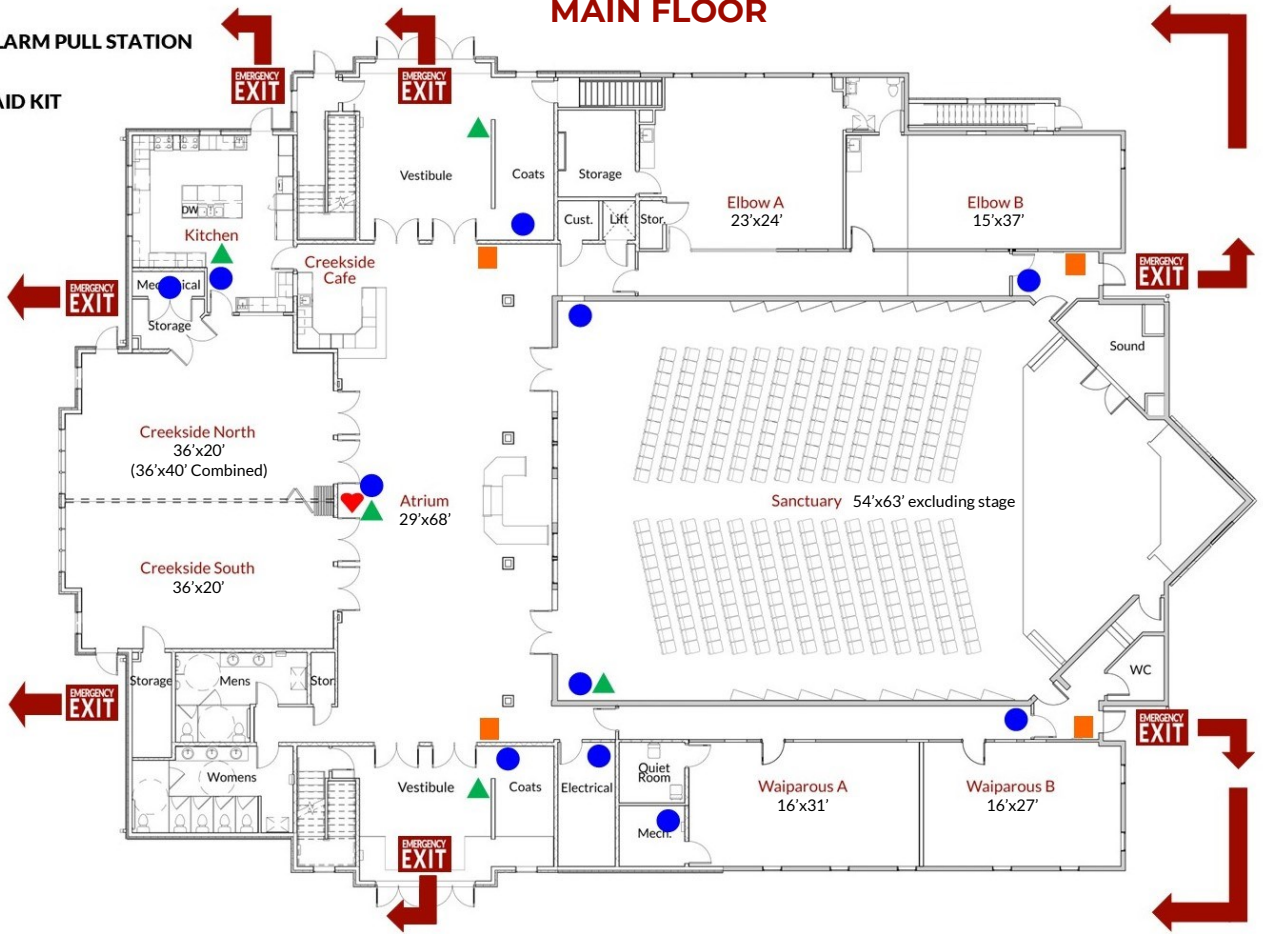 MAIN FLOOR
LARM PULL STATION
AID KIT
EMERGENCY
EXIT
EMERGENCY
EXIT
Vestibule
Coats
Storage
Elbow A
23'x24'
Elbow B
15'x37'
DW
Kitchen
Cust.
Lift
Stor.
Creekside
Cafe
EMERGENCY
EXIT
EMERGENCY
EXIT
Storage
Sound
Creekside North
36'x20'
(36'x40' Combined)
Atrium
29'x68'
Sanctuary 54'x63' excluding stage
Creekside South
36'x20'
Storage
Mens
Stor
WC
EMERGENCY
EXIT
EMERGENCY
EXIT
Womens
Vestibule
Coats
Electrical
Quiet
Room
Mech.
Waiparous A
16'x31'
Waiparous B
16'x27'
EMERGENCY
EXIT